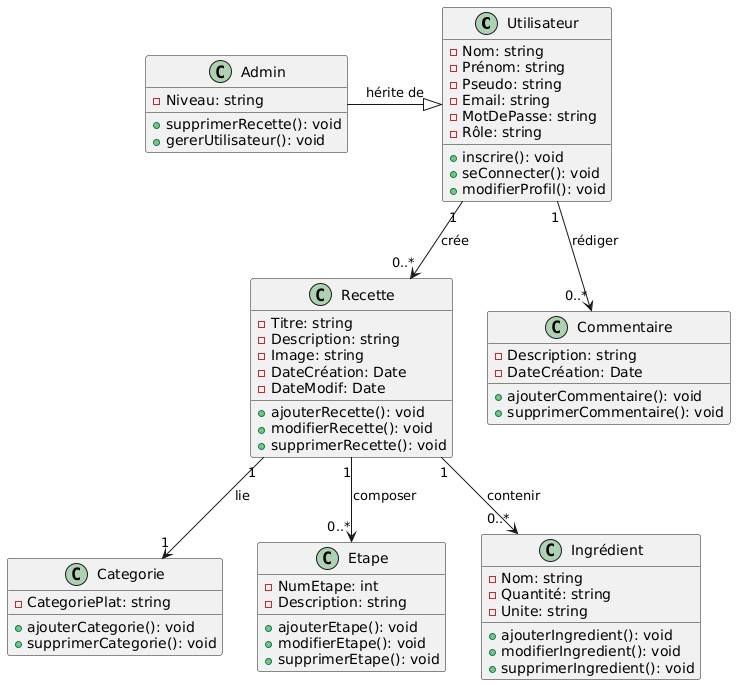 C Utilisateur
Nom: string
Prénom: string
Pseudo: string
Email: string
MotDePasse: string
Rôle: string
inscrire(): void
seConnecter(): void
modifierProfil(): void
C Admin
Niveau: string
supprimerRecette(): void
gererUtilisateur(): void
hérite de
1
crée
0..*
1
rédiger
0..*
C Recette
Titre: string
Description: string
Image: string
DateCréation: Date
DateModif: Date
ajouterRecette(): void
modifierRecette(): void
supprimerRecette(): void
C Commentaire
Description: string
DateCréation: Date
ajouterCommentaire(): void
supprimerCommentaire(): void
1
lie
1
1
composer
0..*
1
contenir
0..*
C Categorie
CategoriePlat: string
ajouterCategorie(): void
supprimerCategorie(): void
C Etape
NumEtape: int
Description: string
ajouterEtape(): void
modifierEtape(): void
supprimerEtape(): void
C Ingrédient
Nom: string
Quantité: string
Unite: string
ajouterIngredient(): void
modifierIngredient(): void
supprimerIngredient(): void